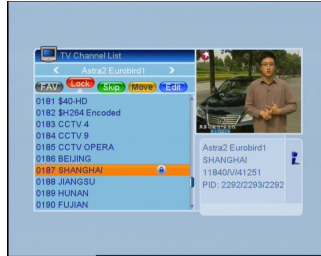 TV Channel List
Astra2 Eurobird1
FAV
Lock
Skip
Move
Edit
0181 $40-HD
0182 $H264 Encoded
0183 CCTV 4
0184 CCTV 9
0185 CCTV OPERA
0186 BEIJING
0187 SHANGHAI
0188 JIANGSU
0189 HUNAN
0190 FUJIAN
Astra2 Eurobird1
SHANGHAI
11840/V/41251
PID: 2292/2293/2292